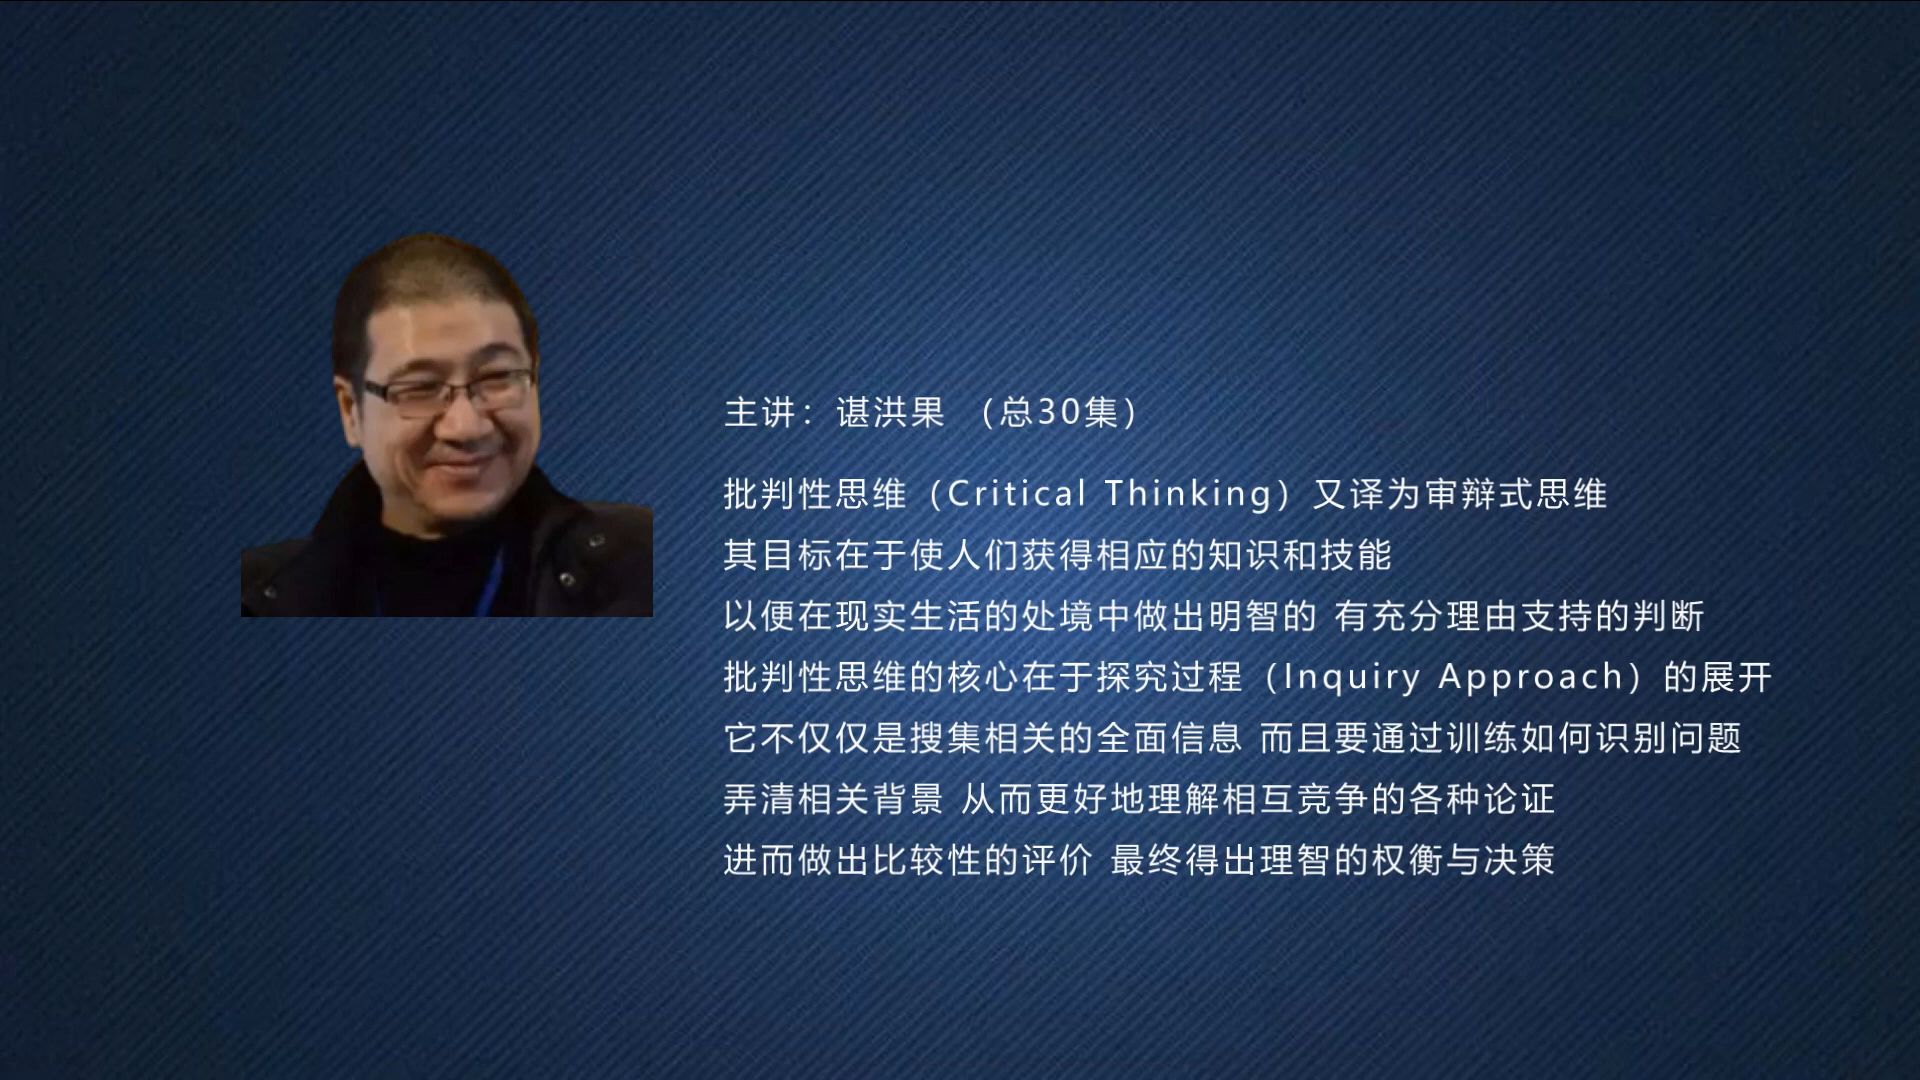 主讲：谌洪果 （总30集）
批判性思维（Critical Thinking）又译为审辩式思维
其目标在于使人们获得相应的知识和技能
以便在现实生活的处境中做出明智的 有充分理由支持的判断
批判性思维的核心在于探究过程（Inquiry Approach）的展开
它不仅仅是搜集相关的全面信息 而且要通过训练如何识别问题
弄清相关背景 从而更好地理解相互竞争的各种论证
进而做出比较性的评价 最终得出理智的权衡与决策